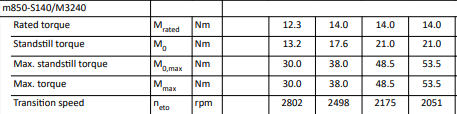 m850-S140/M3240
Rated torque M rated Nm 12.3 14.0 14.0 14.0
Standstill torque M0 Nm 13.2 17.6 21.0 21.0
Max. standstill torque M0,max Nm 30.0 38.0 48.5 53.5
Max. torque Mmax Nm 30.0 38.0 48.5 53.5
Transition speed neto rpm 2802 2498 2175 2051